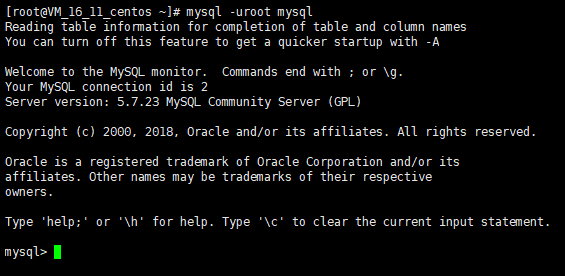 [root@VM_16_11_centos ~]# mysql -uroot mysql
Reading table information for completion of table and column names
You can turn off this feature to get a quicker startup with -A
Welcome to the MySQL monitor.  Commands end with ; or \g.
Your MySQL connection id is 2
Server version: 5.7.23 MySQL Community Server (GPL)
Copyright (c) 2000, 2018, Oracle and/or its affiliates. All rights reserved.
Oracle is a registered trademark of Oracle Corporation and/or its
affiliates. Other names may be trademarks of their respective
owners.
Type 'help;' or '\h' for help. Type '\c' to clear the current input statement.
mysql>